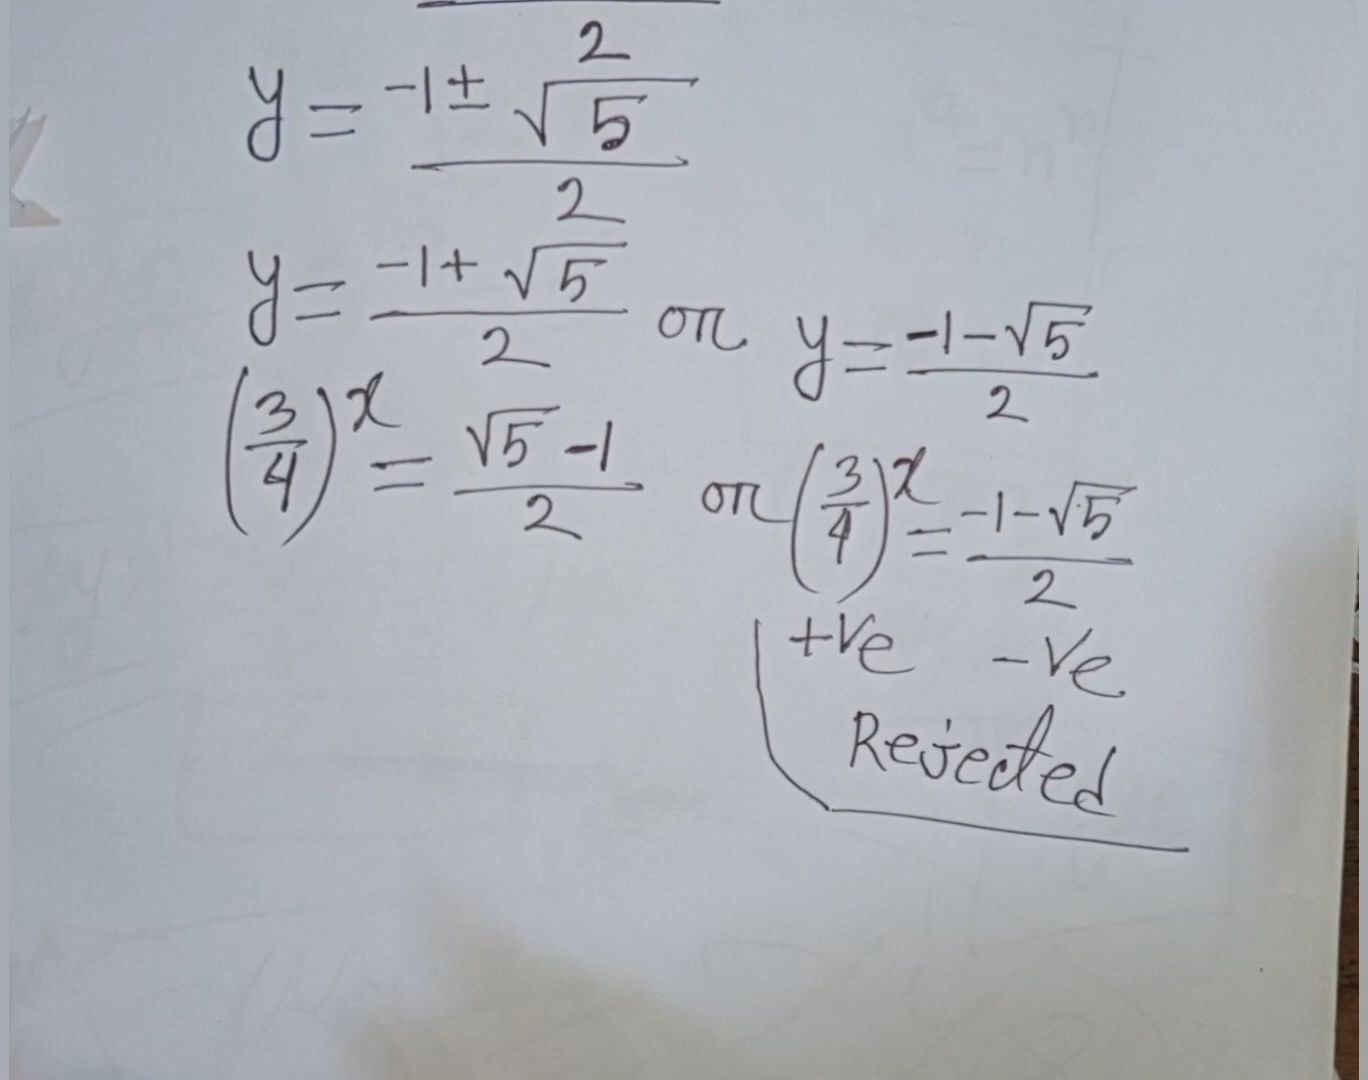 2
y = (-1 ± √5)/2
y = (-1 + √5)/2 or y = (-1 - √5)/2
(3/4)^x = (√5 - 1)/2 or (3/4)^x = (-1 - √5)/2
+ve -ve
Rejected